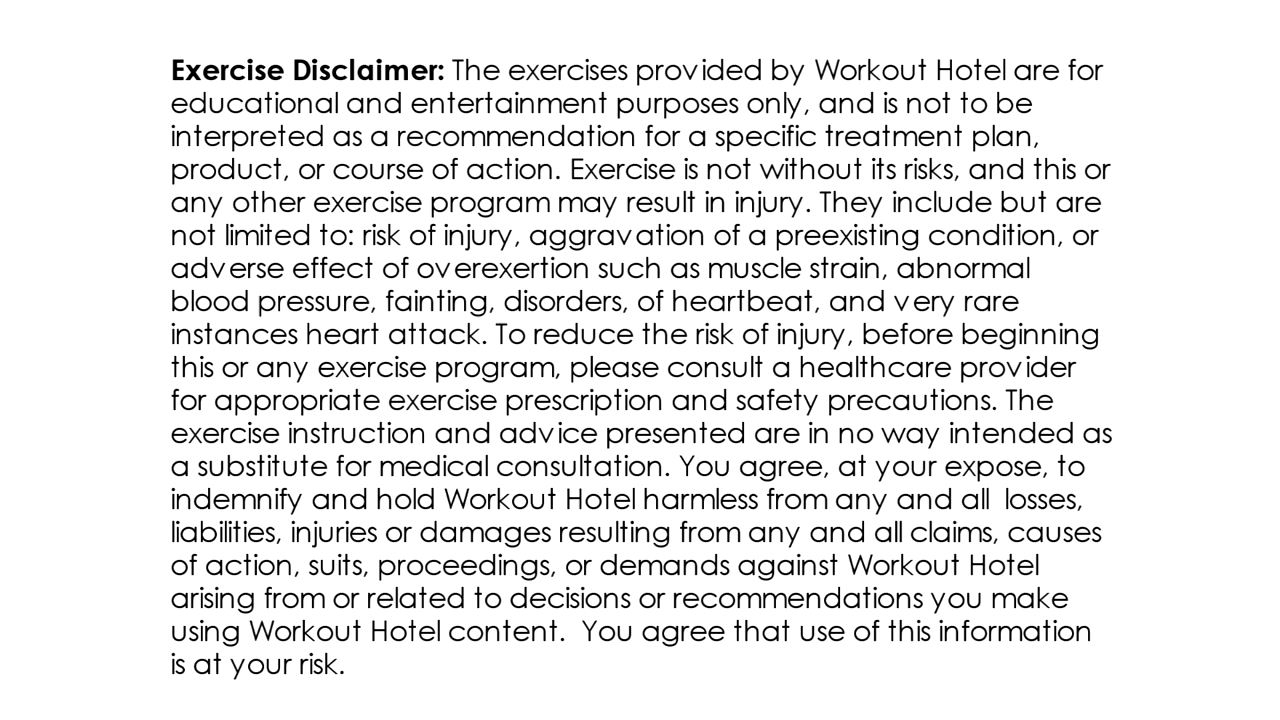 Exercise Disclaimer: The exercises provided by Workout Hotel are for
educational and entertainment purposes only, and is not to be
interpreted as a recommendation for a specific treatment plan,
product, or course of action. Exercise is not without its risks, and this or
any other exercise program may result in injury. They include but are
not limited to: risk of injury, aggravation of a preexisting condition, or
adverse effect of overexertion such as muscle strain, abnormal
blood pressure, fainting, disorders, of heartbeat, and very rare
instances heart attack. To reduce the risk of injury, before beginning
this or any exercise program, please consult a healthcare provider
for appropriate exercise prescription and safety precautions. The
exercise instruction and advice presented are in no way intended as
a substitute for medical consultation. You agree, at your expose, to
indemnify and hold Workout Hotel harmless from any and all  losses,
liabilities, injuries or damages resulting from any and all claims, causes
of action, suits, proceedings, or demands against Workout Hotel
arising from or related to decisions or recommendations you make
using Workout Hotel content.  You agree that use of this information
is at your risk.